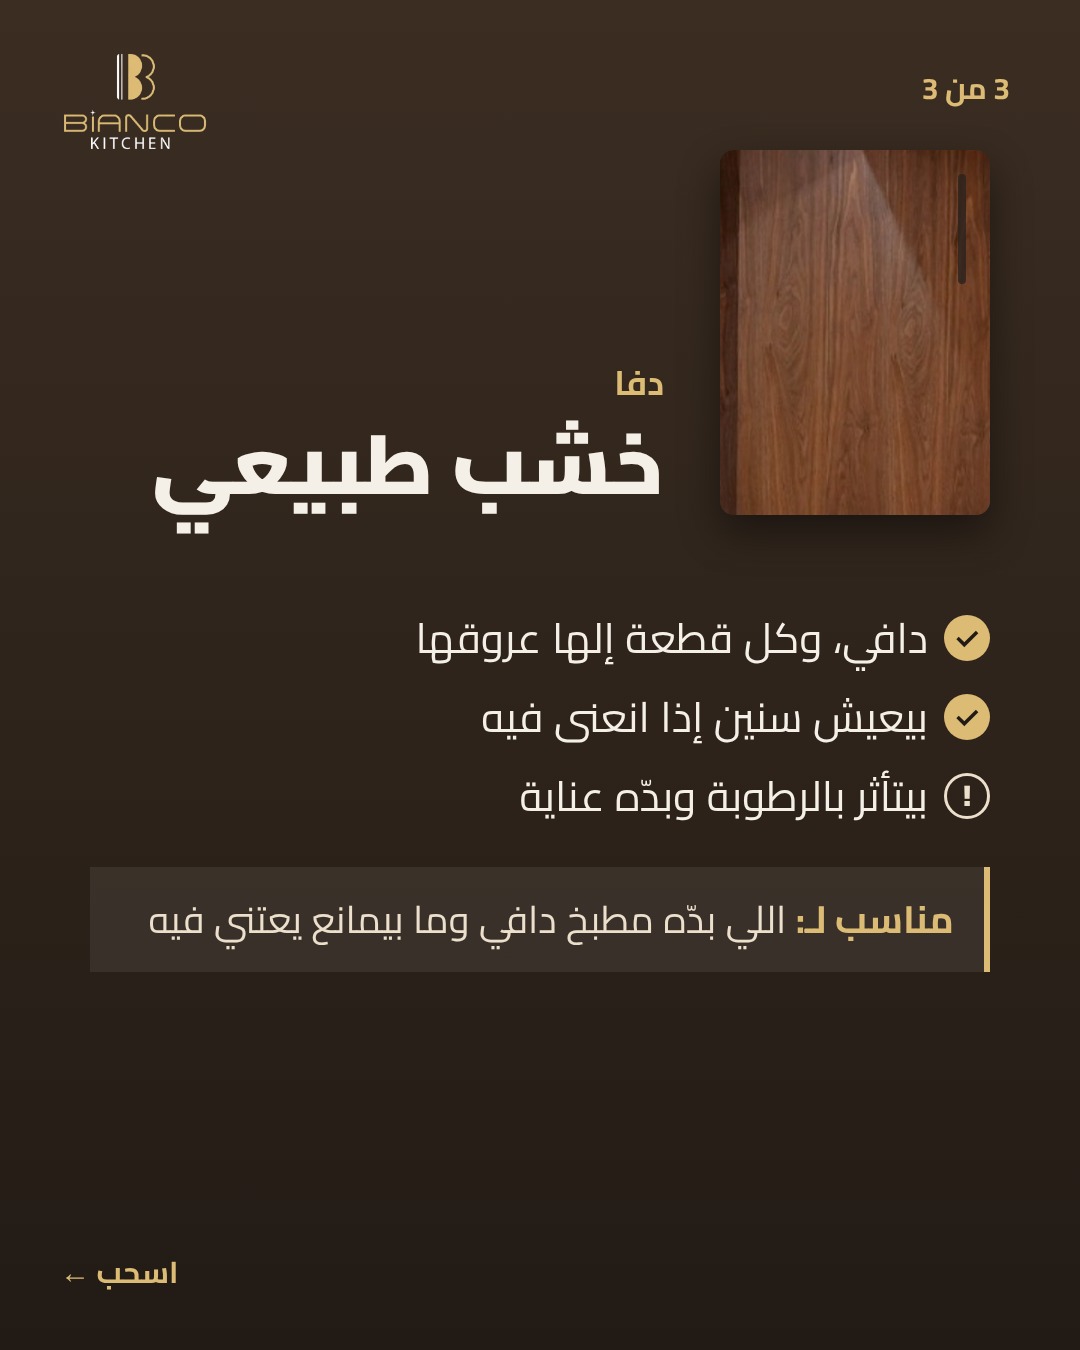 BIANCO
KITCHEN
3 من 3
دفا
خشب طبيعي
دافي، وكل قطعة إلها عروقها
بيعيش سنين إذا انعنى فيه
بيتأثر بالرطوبة وبدّه عناية
مناسب لـ: اللي بدّه مطبخ دافي وما بيمانع يعتني فيه
اسحب ←